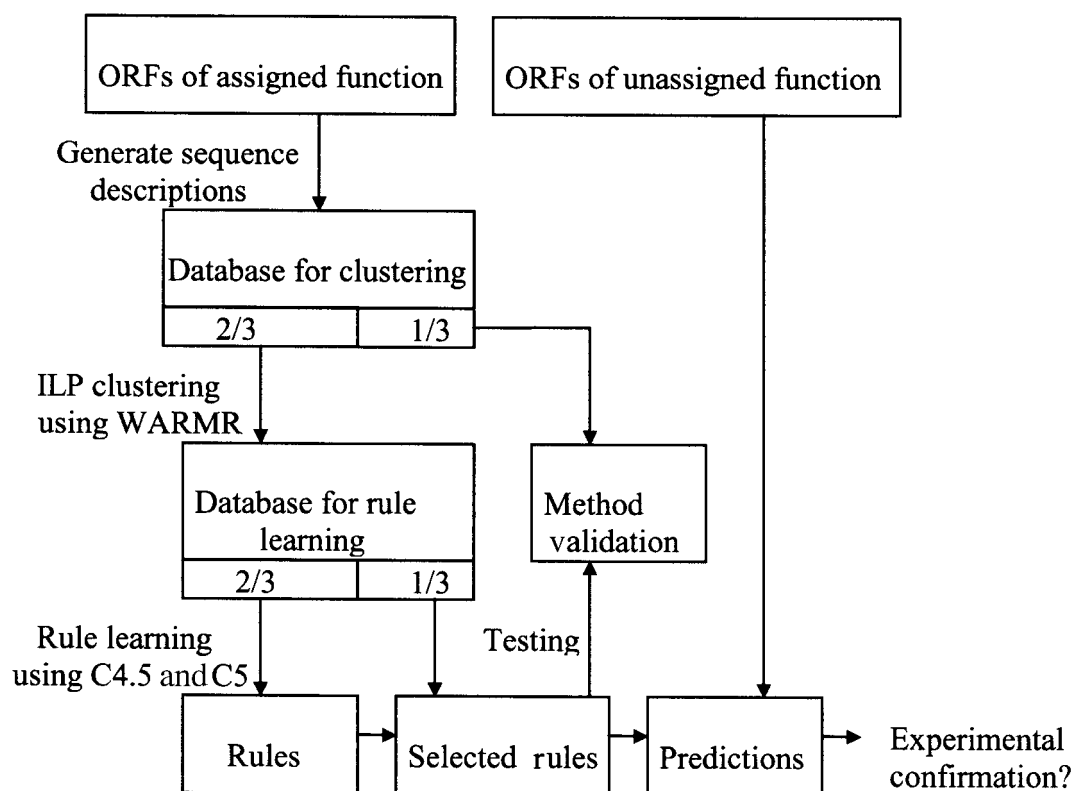 ORFs of assigned function
ORFs of unassigned function
Generate sequence
descriptions
Database for clustering
2/3
1/3
ILP clustering
using WARMR
Database for rule
learning
2/3
1/3
Method
validation
Rule learning
using C4.5 and C5
Testing
Rules
Selected rules
Predictions
Experimental
confirmation?